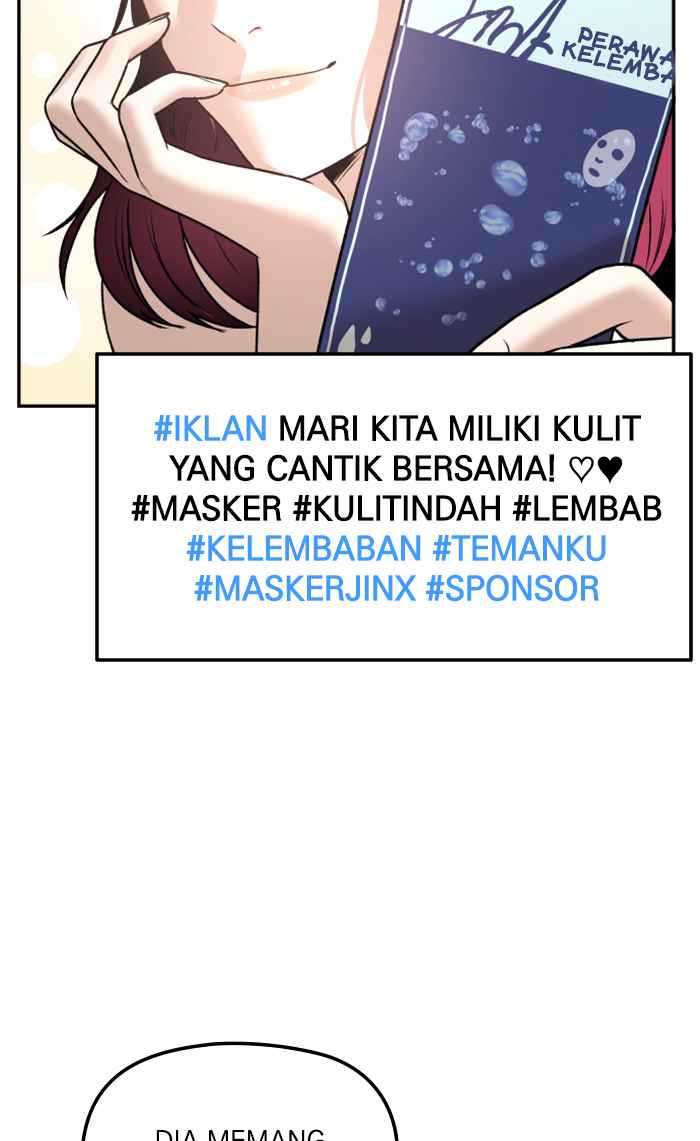 PERAWA
KELEMBA
#IKLAN MARI KITA MILIKI KULIT
YANG CANTIK BERSAMA! ♡♥
#MASKER #KULITINDAH #LEMBAB
#KELEMBABAN #TEMANKU
#MASKERJINX #SPONSOR
DIA MEMANG